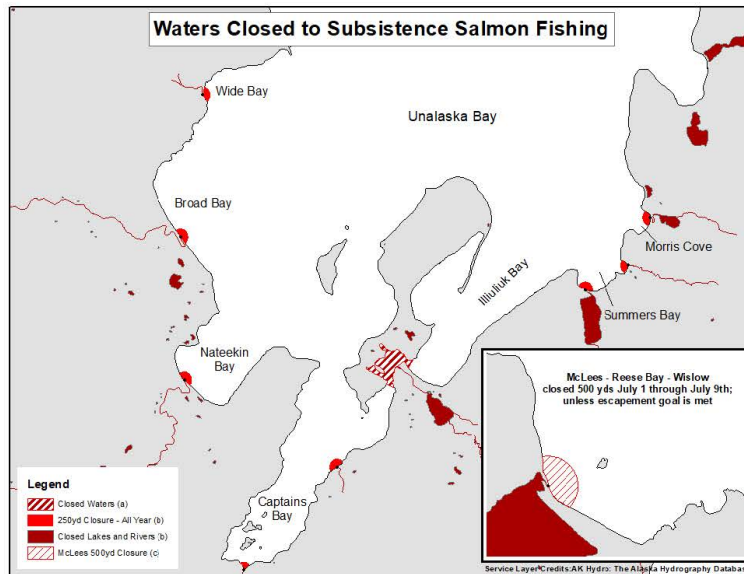 Waters Closed to Subsistence Salmon Fishing
Wide Bay
Unalaska Bay
Broad Bay
Morris Cove
Illiuliuk Bay
Summers Bay
Nateekin
Bay
McLees - Reese Bay - Wislow
closed 500 yds July 1 through July 9th;
unless escapement goal is met
Captains
Bay
Legend
Closed Waters (a)
250yd Closure - All Year (b)
Closed Lakes and Rivers (b)
McLees 500yd Closure (c)
Service Layer Credits:AK Hydro: The Alaska Hydrography Databas